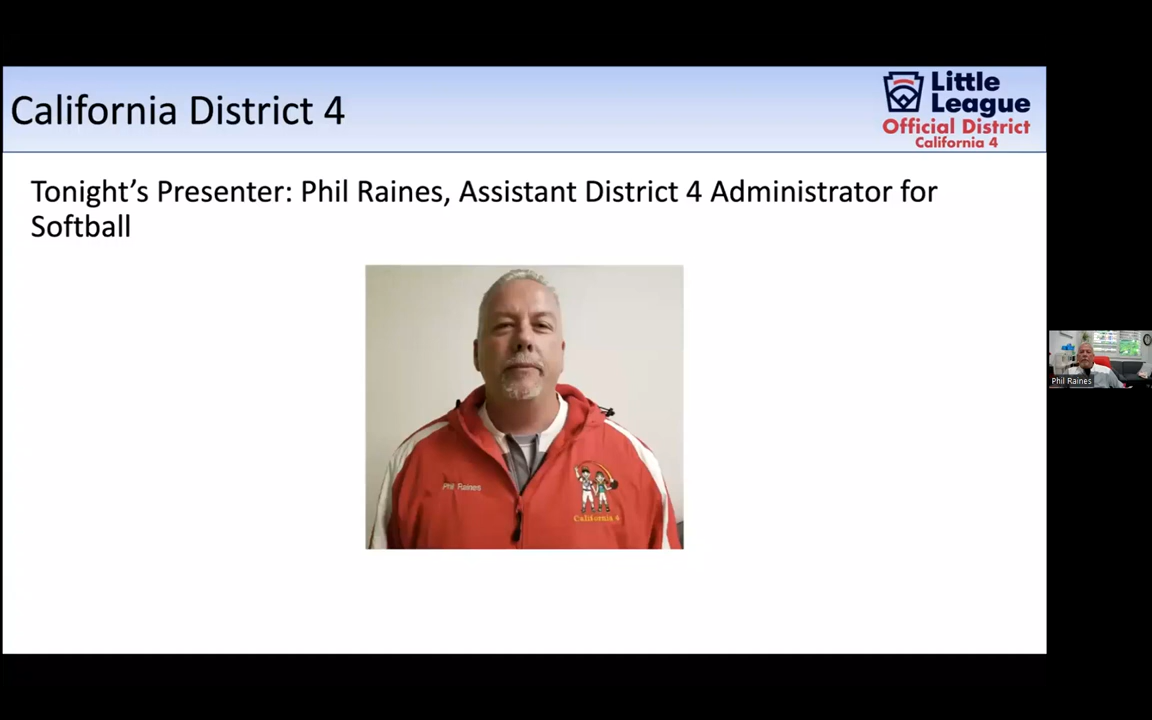 California District 4
Little
League
Official District
California 4
Tonight’s Presenter: Phil Raines, Assistant District 4 Administrator for
Softball
Phil Raines
California 4
Phil Raines